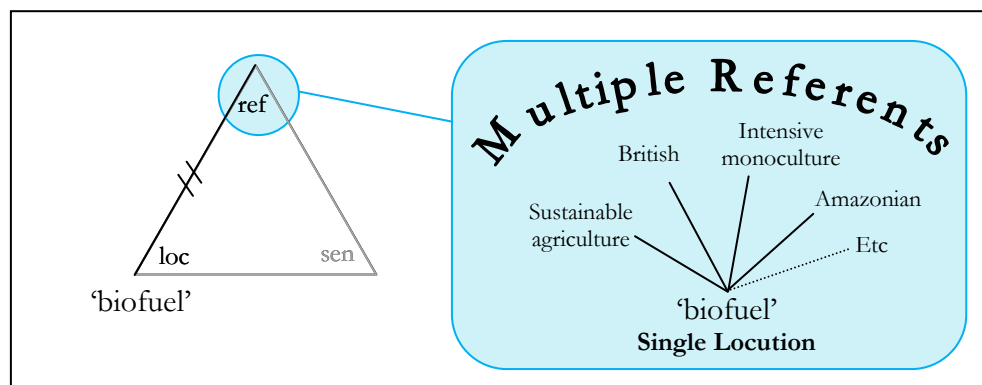 ref
loc
sen
‘biofuel’
Multiple Referents
British
Intensive
monoculture
Sustainable
agriculture
Amazonian
Etc
‘biofuel’
Single Locution